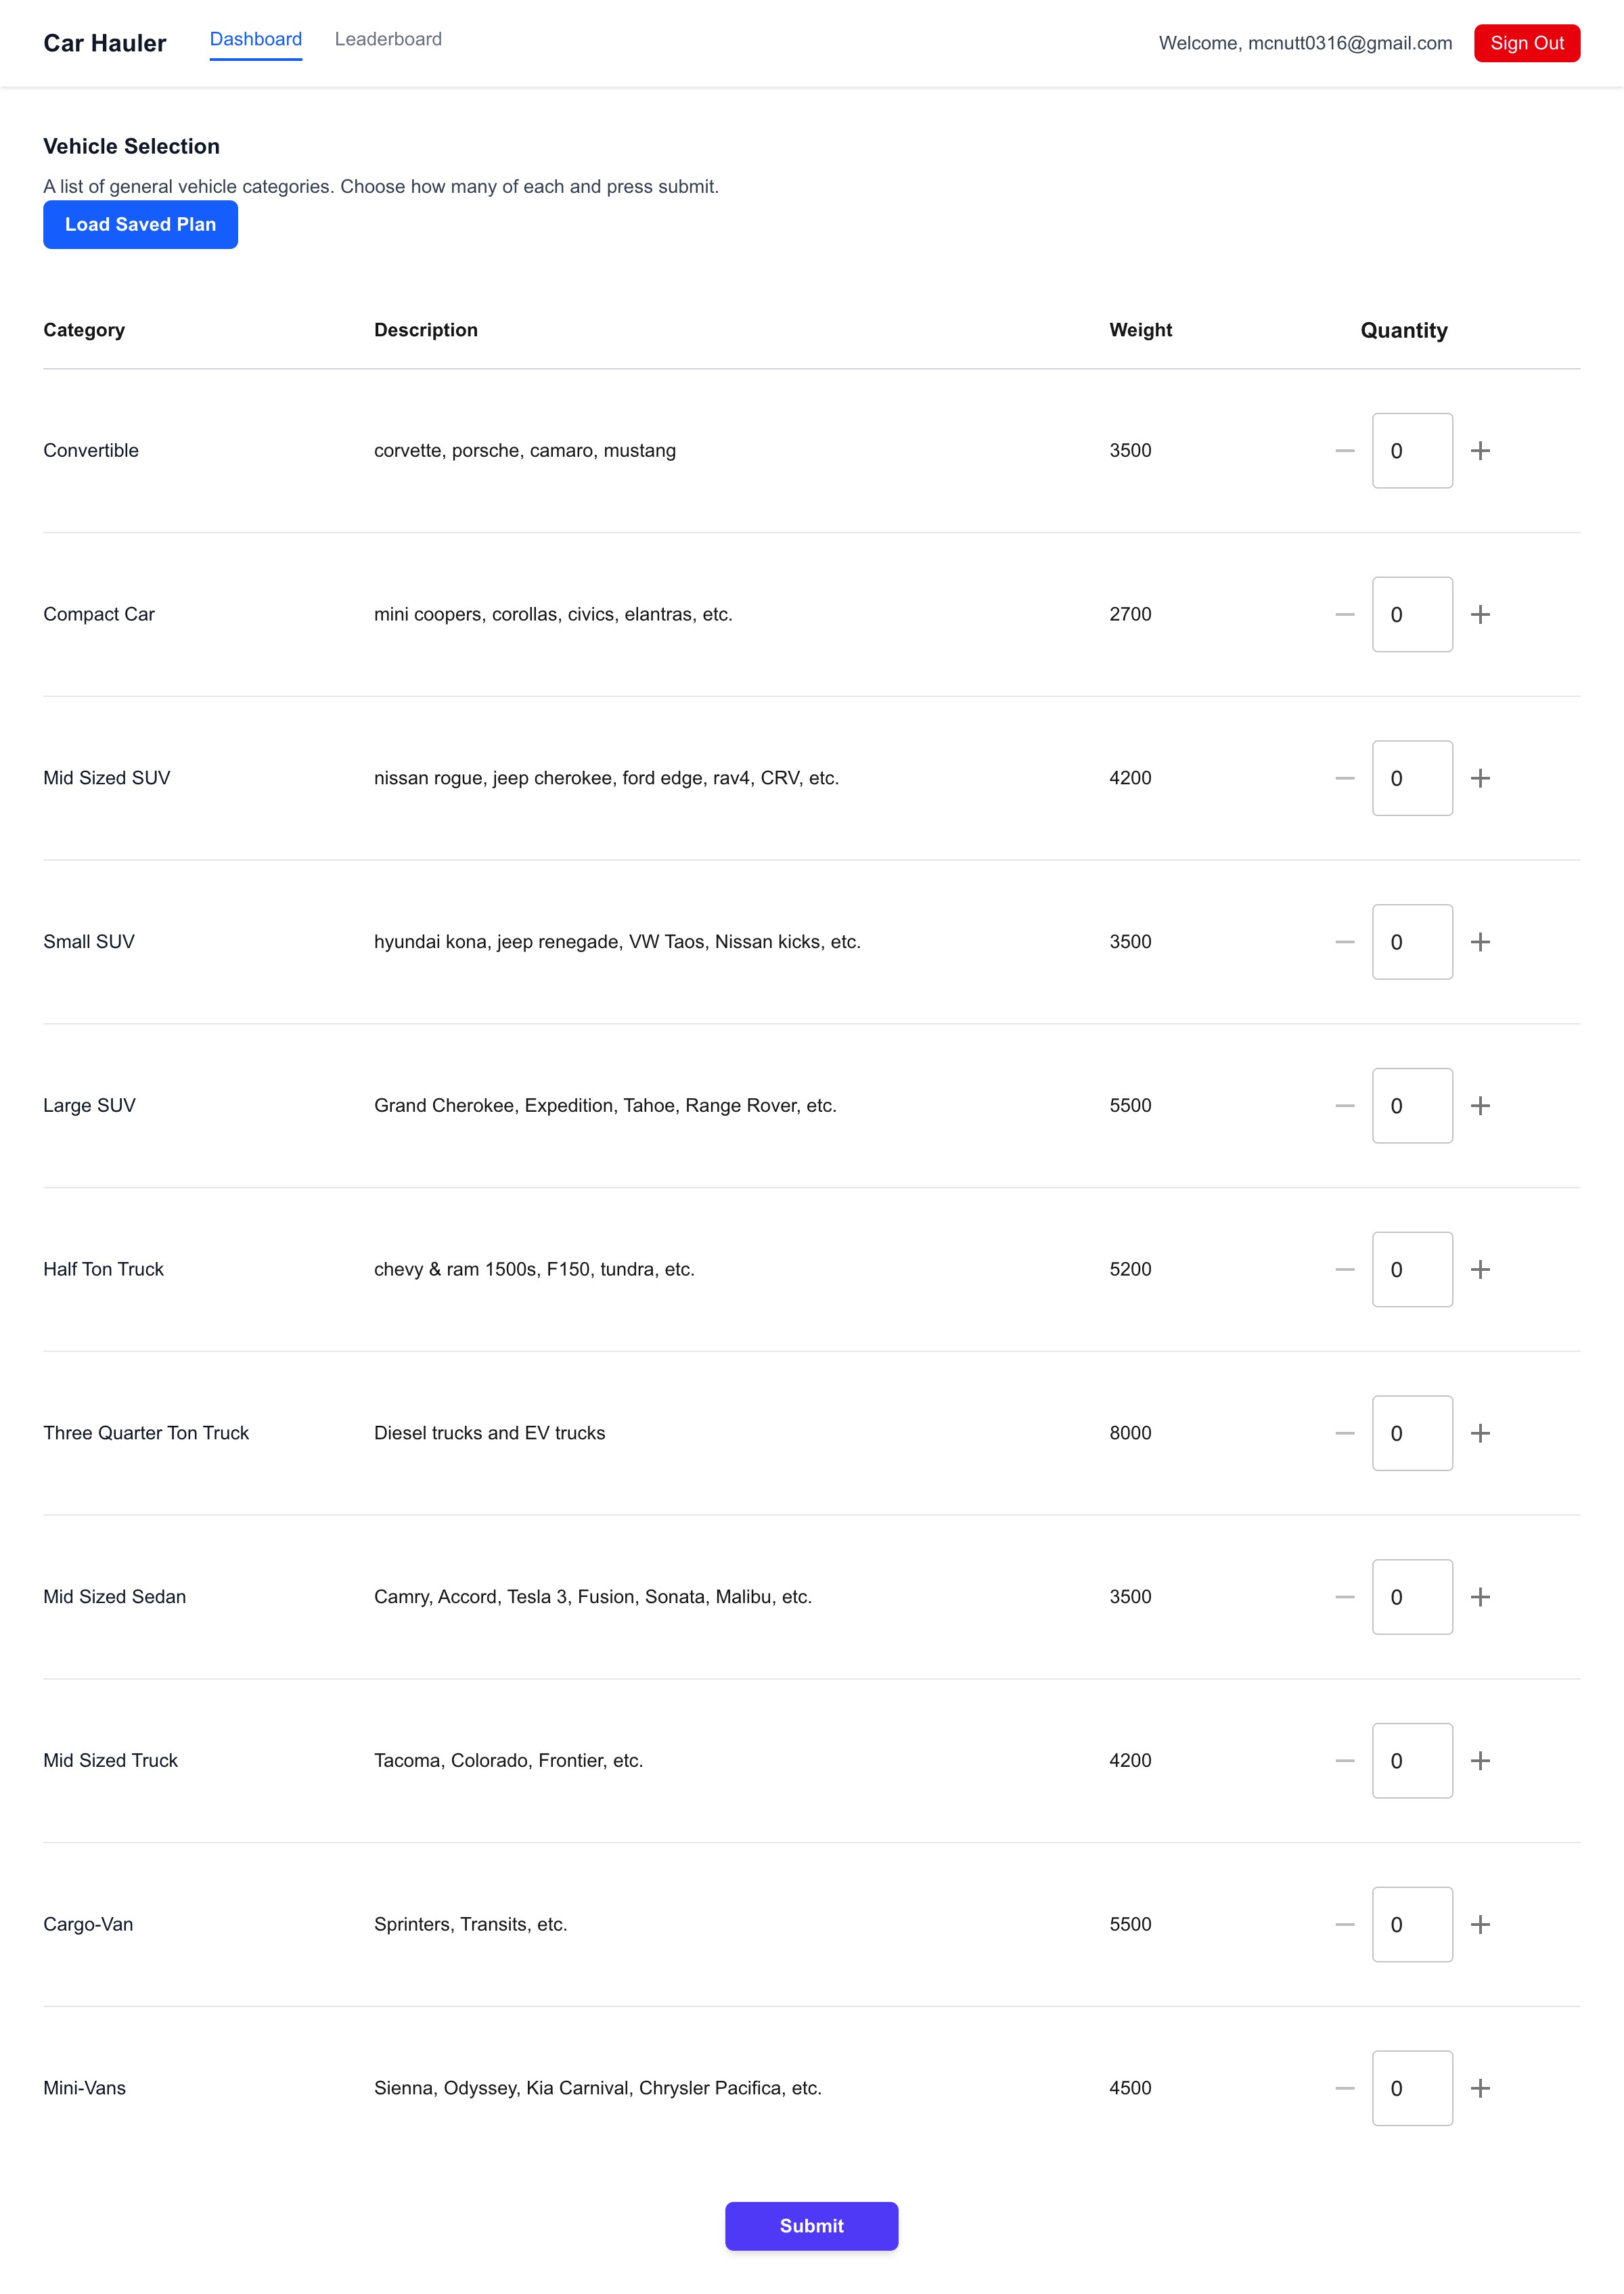 Car Hauler Dashboard Leaderboard Welcome, mcnutt0316@gmail.com Sign Out
Vehicle Selection
A list of general vehicle categories. Choose how many of each and press submit.
Load Saved Plan
Category Description Weight Quantity
Convertible corvette, porsche, camaro, mustang 3500 0
Compact Car mini coopers, corollas, civics, elantras, etc. 2700 0
Mid Sized SUV nissan rogue, jeep cherokee, ford edge, rav4, CRV, etc. 4200 0
Small SUV hyundai kona, jeep renegade, VW Taos, Nissan kicks, etc. 3500 0
Large SUV Grand Cherokee, Expedition, Tahoe, Range Rover, etc. 5500 0
Half Ton Truck chevy & ram 1500s, F150, tundra, etc. 5200 0
Three Quarter Ton Truck Diesel trucks and EV trucks 8000 0
Mid Sized Sedan Camry, Accord, Tesla 3, Fusion, Sonata, Malibu, etc. 3500 0
Mid Sized Truck Tacoma, Colorado, Frontier, etc. 4200 0
Cargo-Van Sprinters, Transits, etc. 5500 0
Mini-Vans Sienna, Odyssey, Kia Carnival, Chrysler Pacifica, etc. 4500 0
Submit